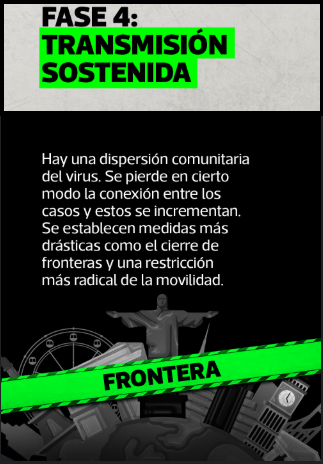 FASE 4:
TRANSMISIÓN
SOSTENIDA
Hay una dispersión comunitaria
del virus. Se pierde en cierto
modo la conexión entre los
casos y estos se incrementan.
Se establecen medidas más
drásticas como el cierre de
fronteras y una restricción
más radical de la movilidad.
FRONTERA